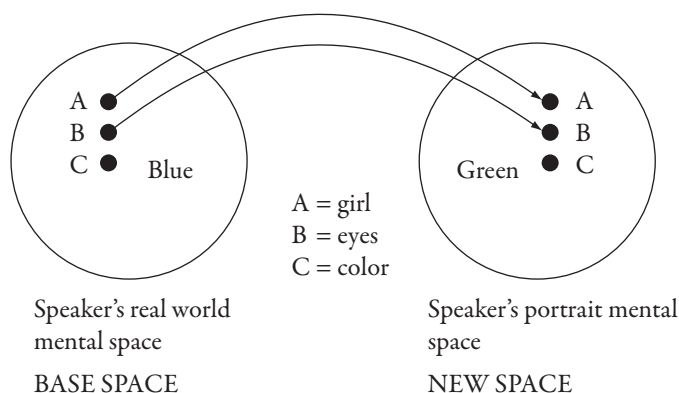 A
B
C
Blue
A
B
C
Green
A = girl
B = eyes
C = color
Speaker’s real world
mental space
BASE SPACE
Speaker’s portrait mental
space
NEW SPACE